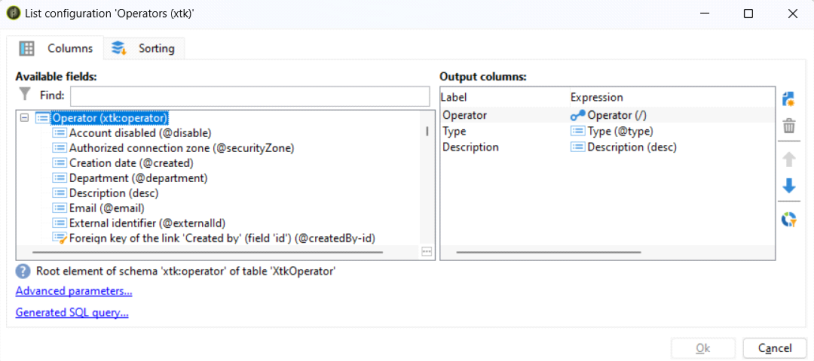 List configuration 'Operators (xtk)'
Columns
Sorting
Available fields:
Find:
Operator (xtk:operator)
Account disabled (@disable)
Authorized connection zone (@securityZone)
Creation date (@created)
Department (@department)
Description (desc)
Email (@email)
External identifier (@externalId)
Foreign key of the link 'Created by' (field 'id') (@createdBy-id)
Output columns:
Label Expression
Operator Operator (/)
Type Type (@type)
Description Description (desc)
Root element of schema 'xtk:operator' of table 'XtkOperator'
Advanced parameters...
Generated SQL query...
Ok
Cancel